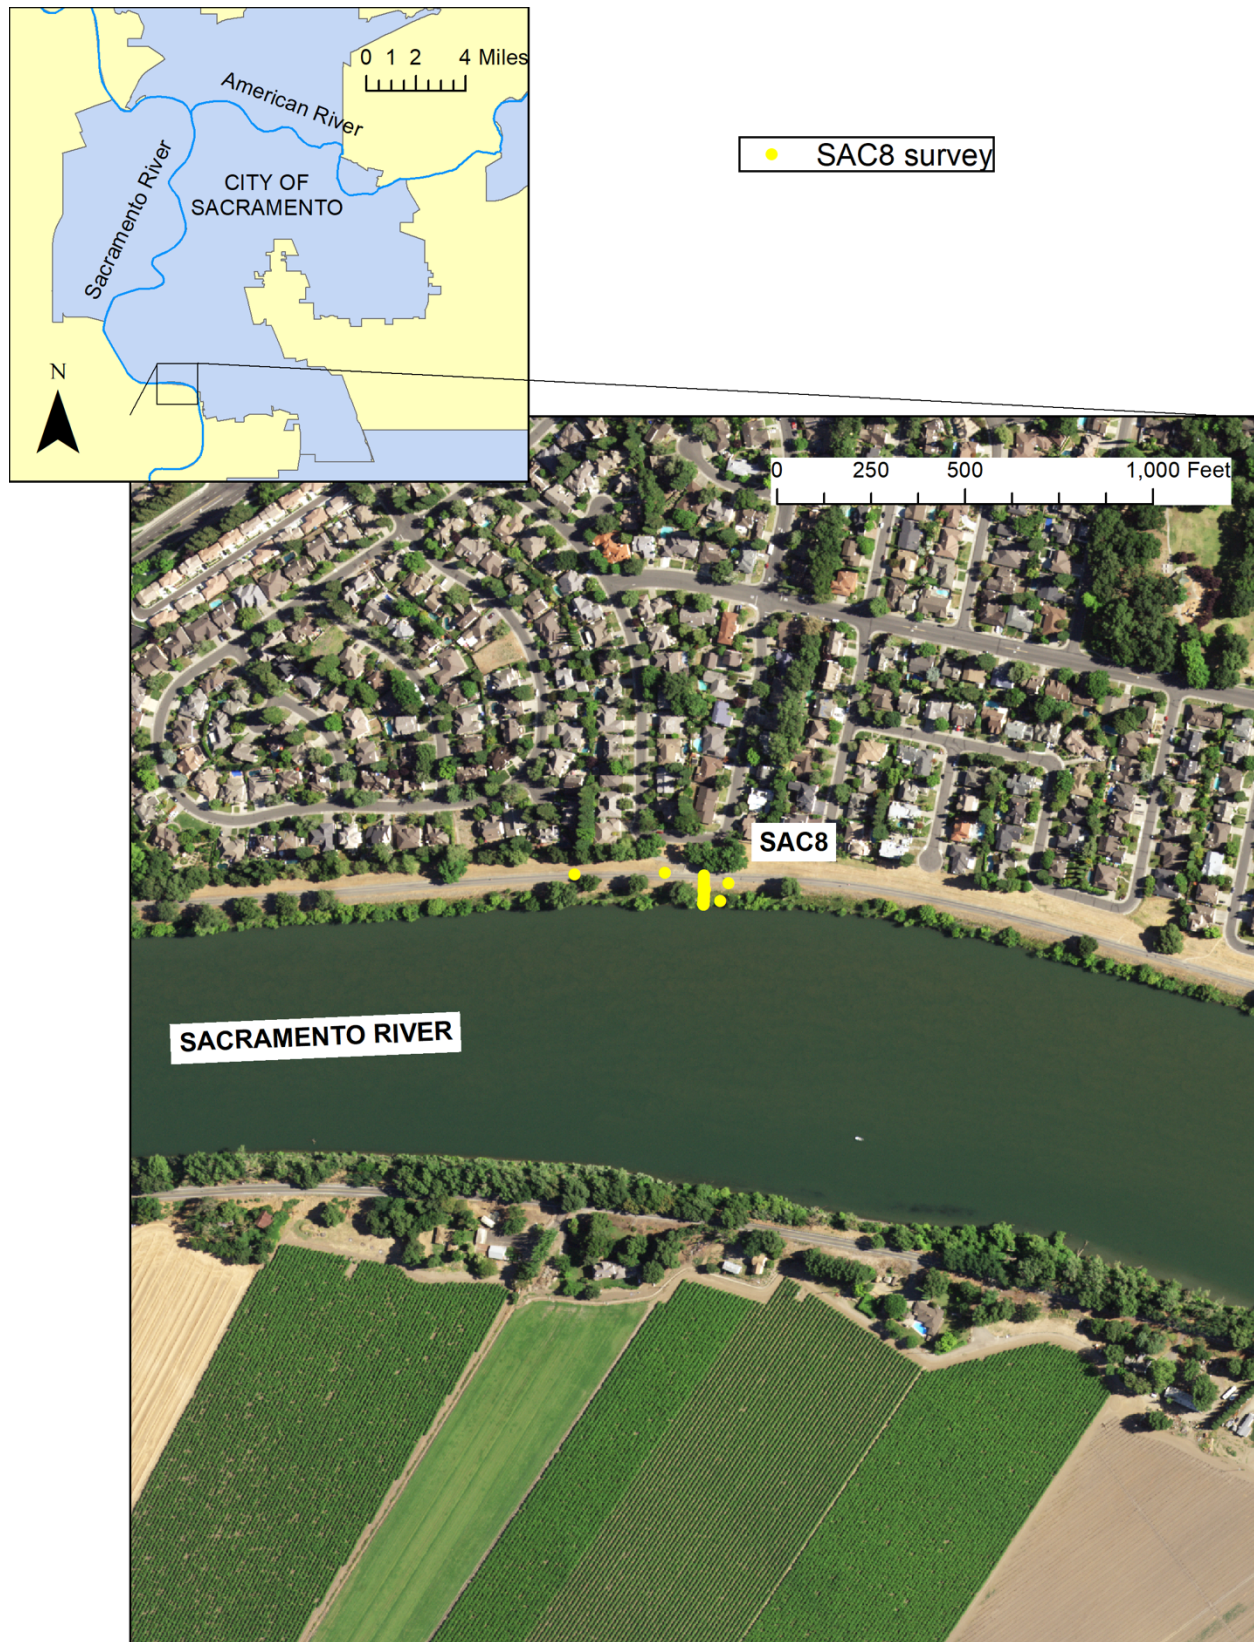 0 1 2 4 Miles
American River
Sacramento River
CITY OF
SACRAMENTO
N
SAC8 survey
0 250 500 1,000 Feet
SAC8
SACRAMENTO RIVER